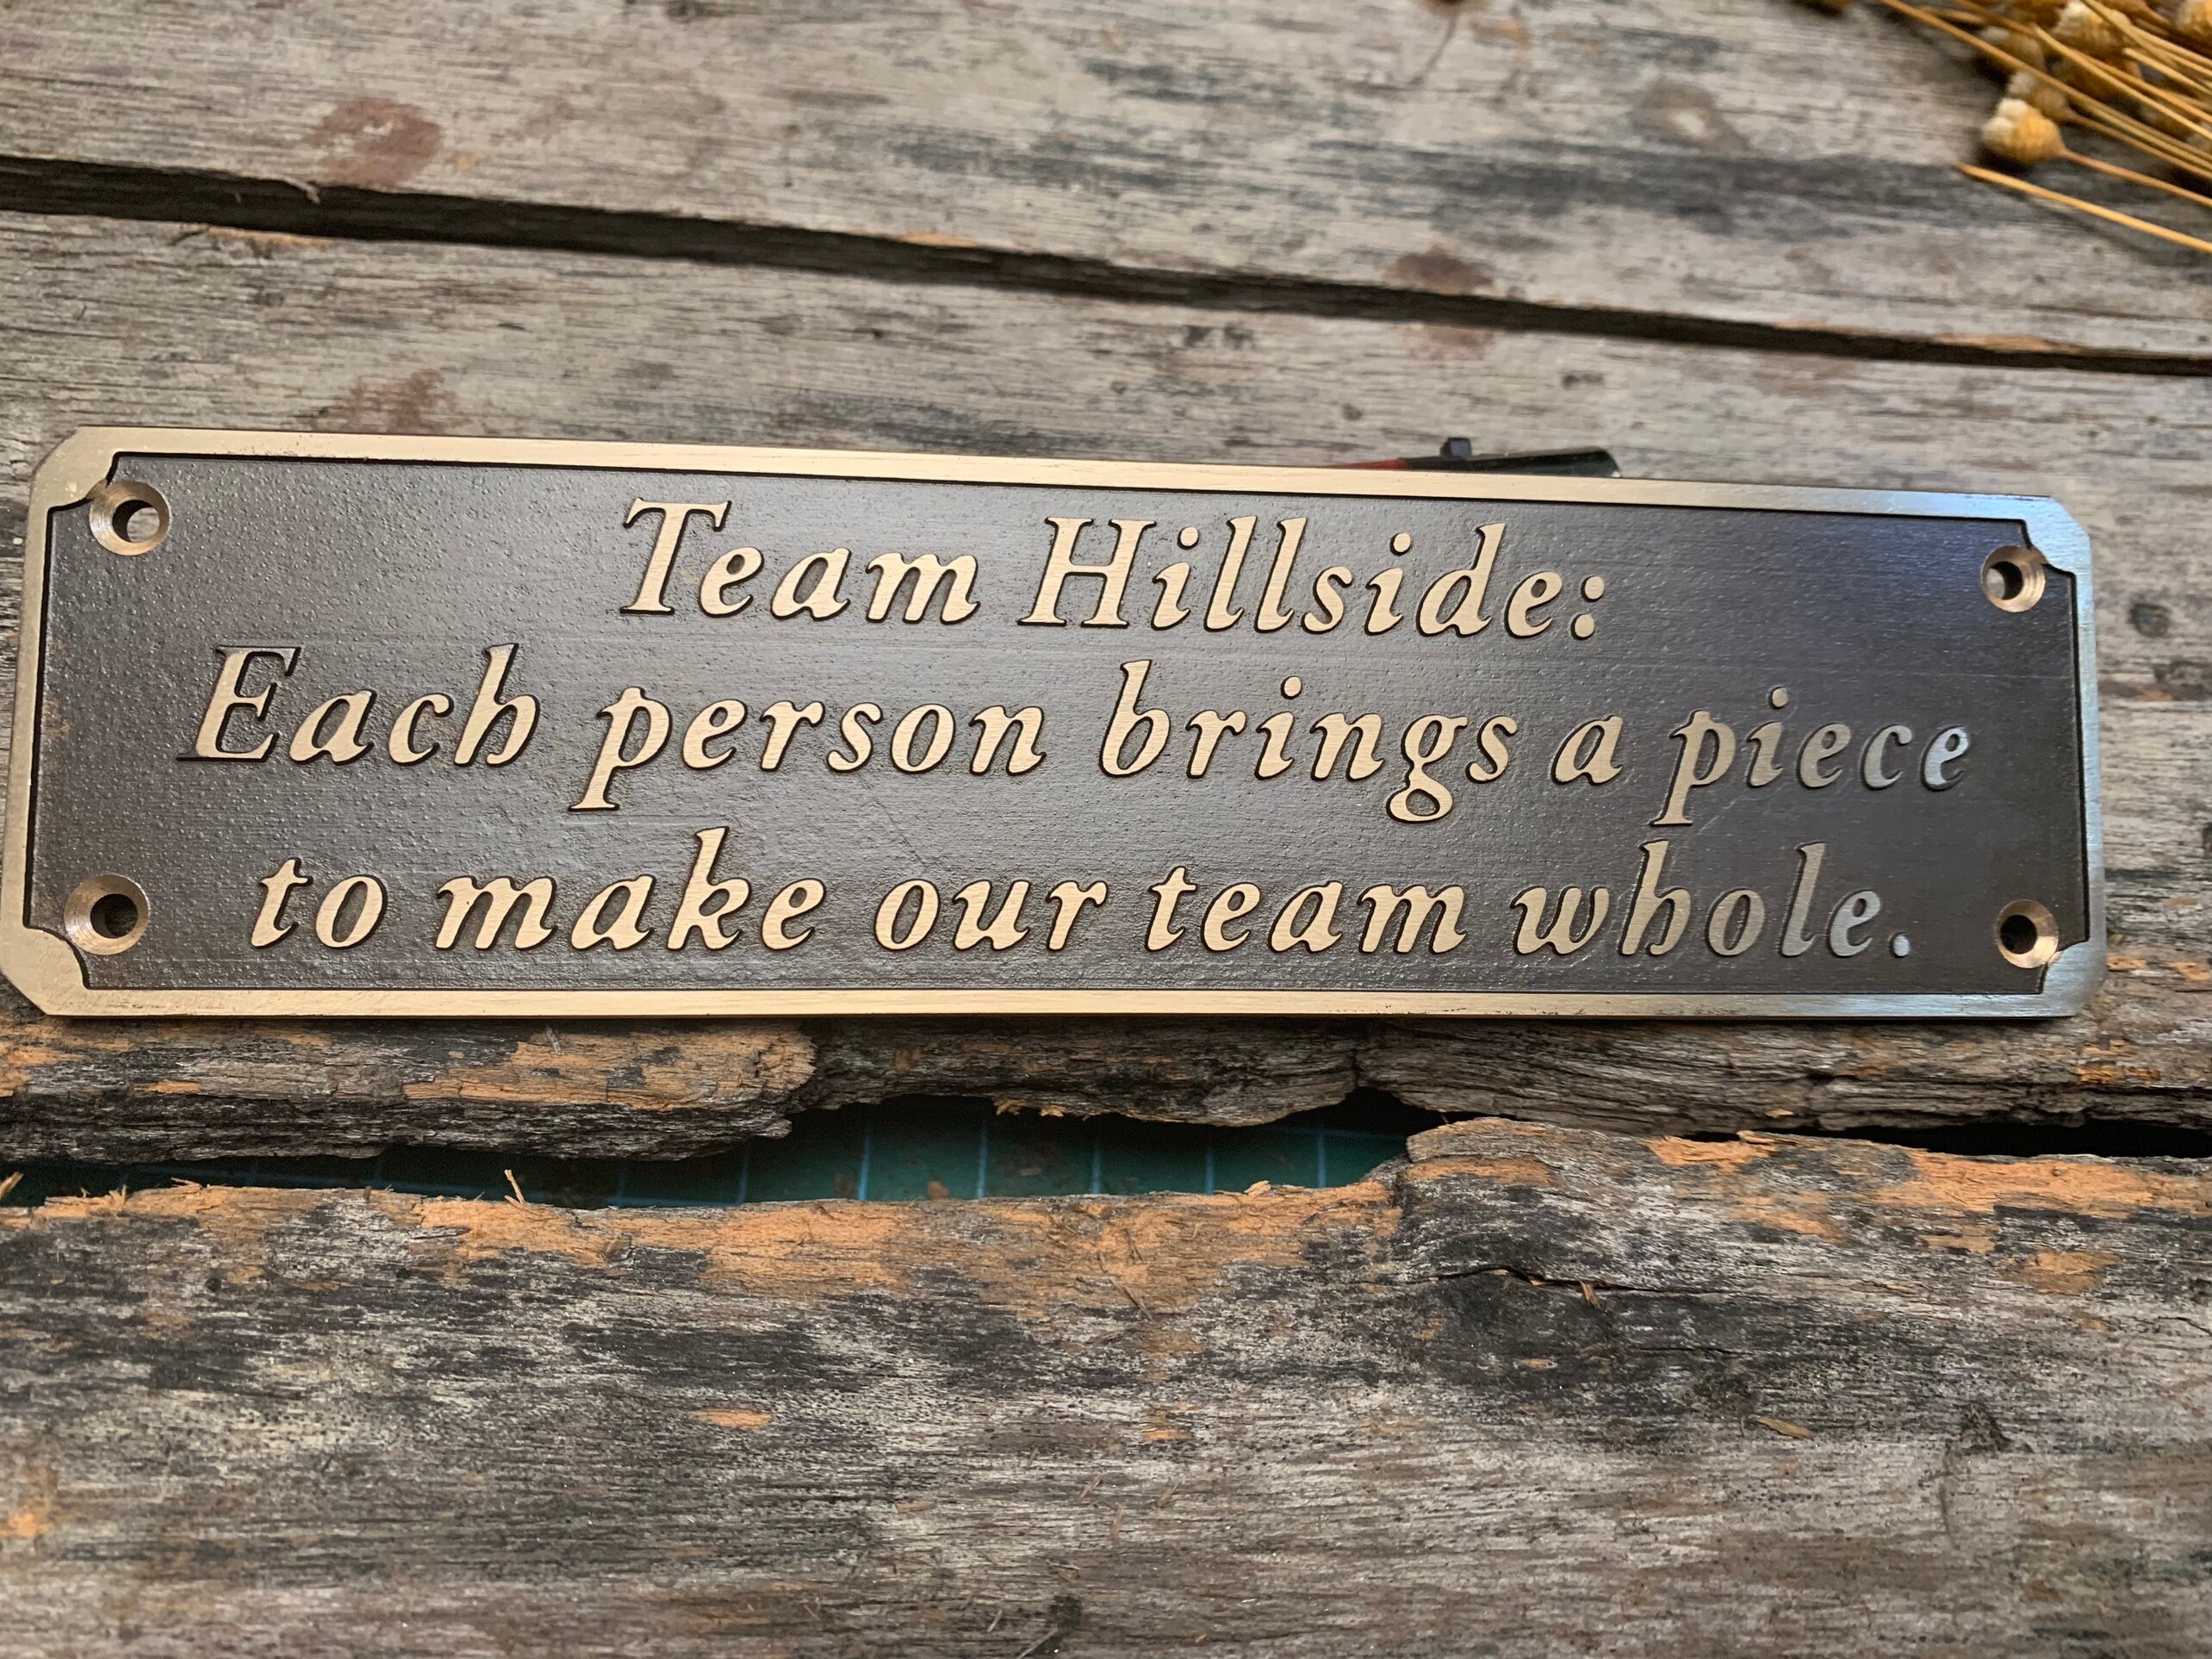 Team Hillside:
Each person brings a piece
to make our team whole.